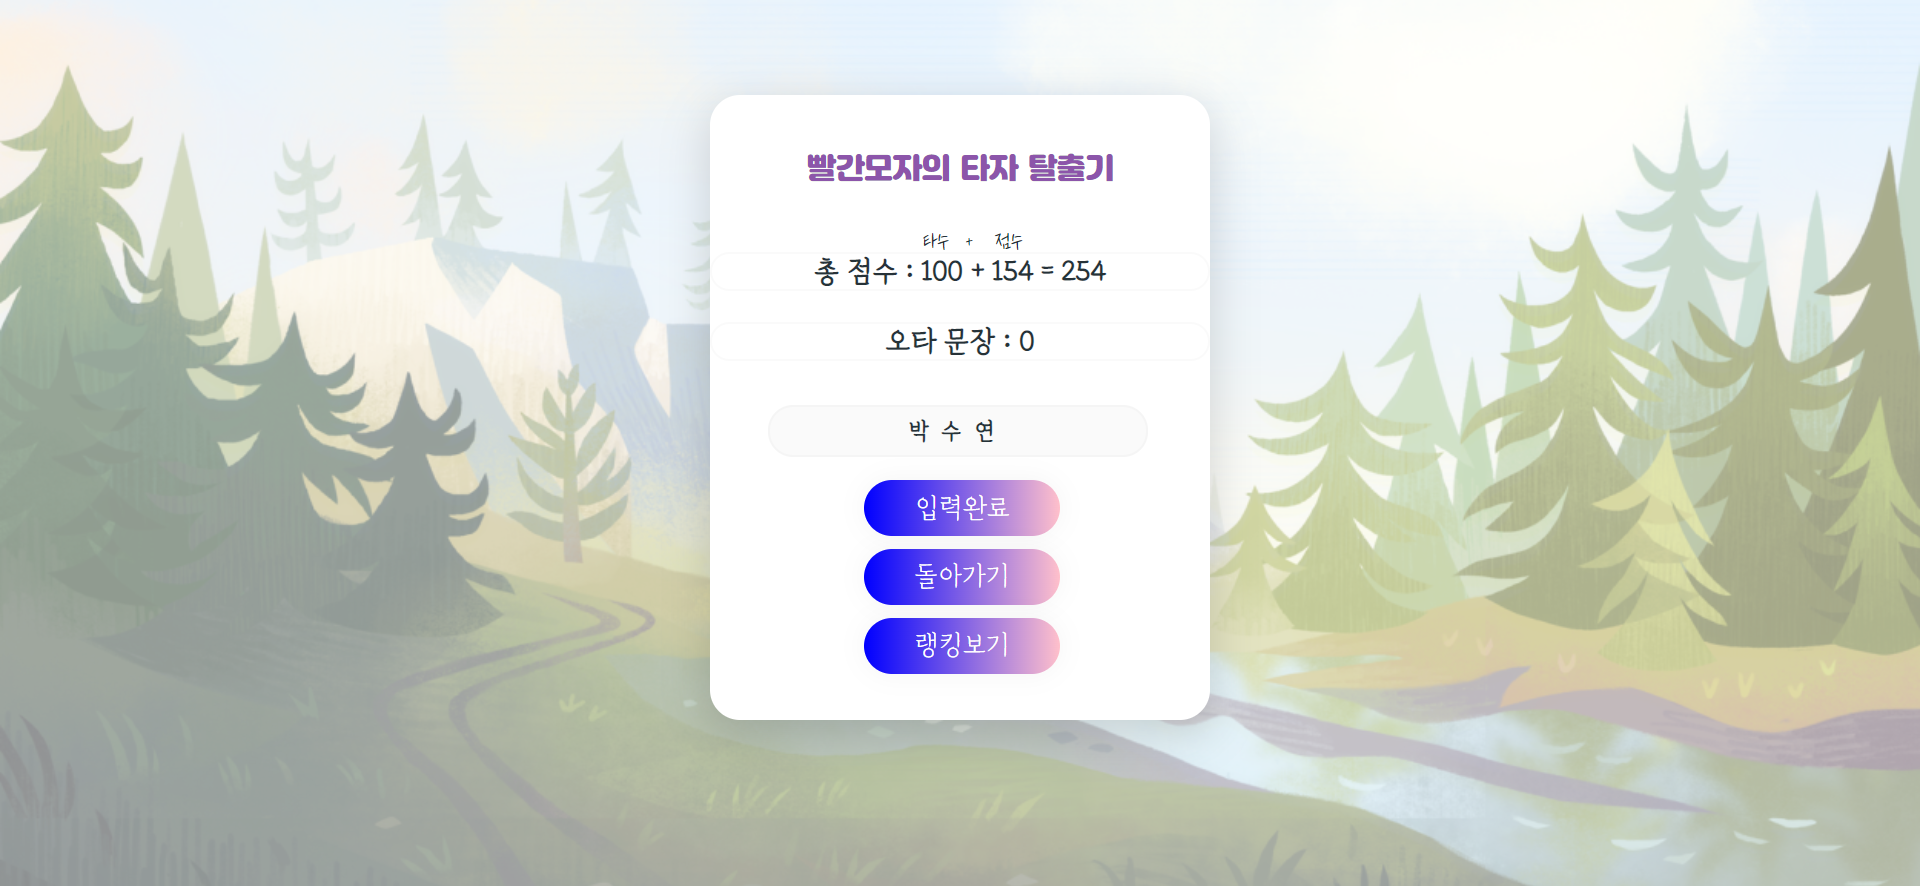 빨간모자의 타자 탈출기
타수 + 점수
총 점수 : 100 + 154 = 254
오타 문장 : 0
박 수 연
입력완료
돌아가기
랭킹보기